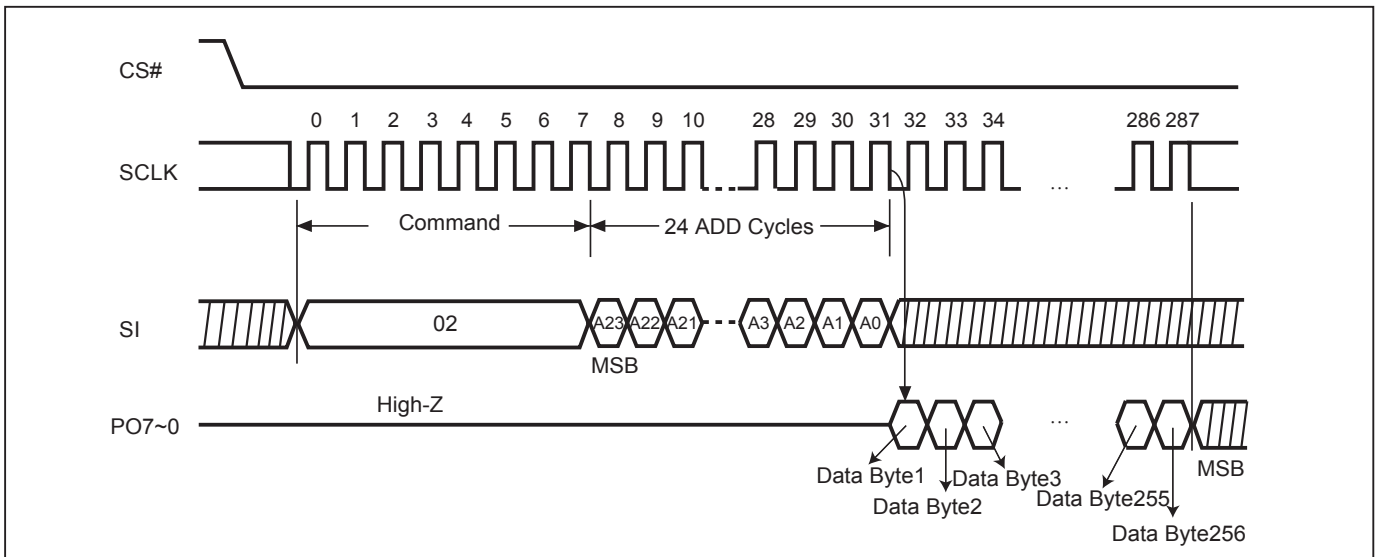 CS#
0 1 2 3 4 5 6 7 8 9 10 28 29 30 31 32 33 34 286 287
SCLK
...
Command
24 ADD Cycles
SI
02
A23 A22 A21 A3 A2 A1 A0
MSB
High-Z
PO7~0
...
MSB
Data Byte1
Data Byte2
Data Byte3
Data Byte255
Data Byte256